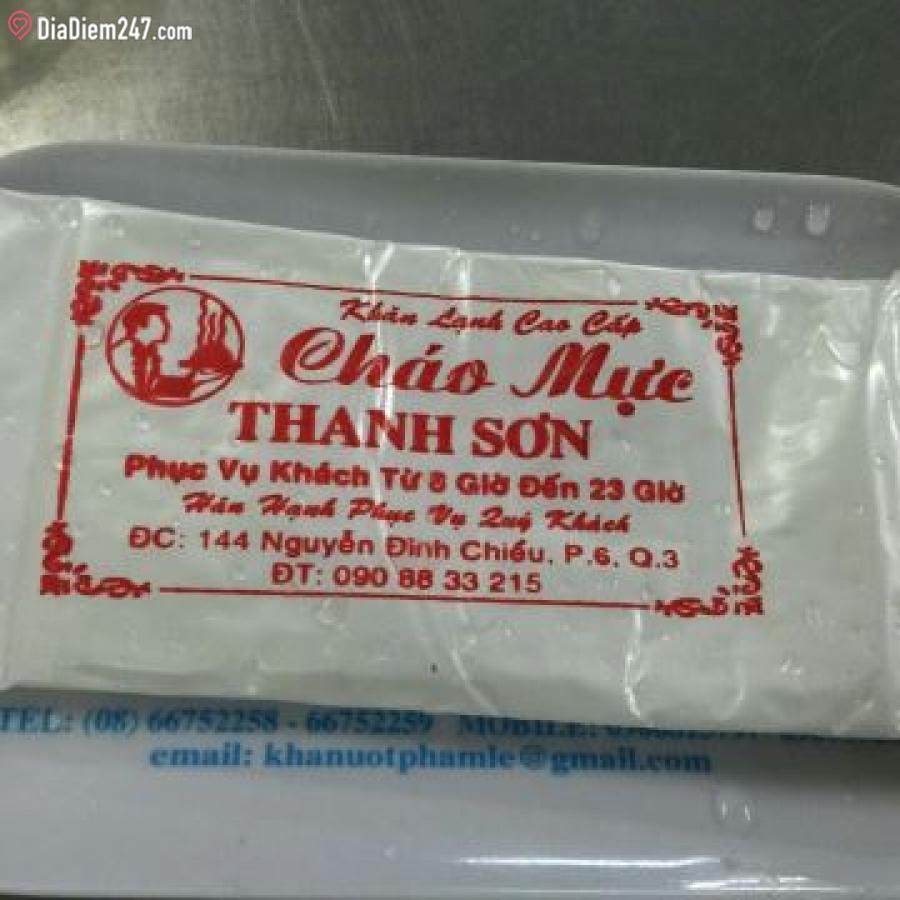 DiaDiem247.com
Khăn Lạnh Cao Cấp
Cháo Mực
THANH SƠN
Phục Vụ Khách Từ 8 Giờ Đến 23 Giờ
Hân Hạnh Phục Vụ Quý Khách
ĐC: 144 Nguyễn Đình Chiểu, P.6, Q.3
ĐT: 090 88 33 215
TEL: (08) 66752258 - 66752259 MOBILE:
email: khanuotphamle@gmail.com